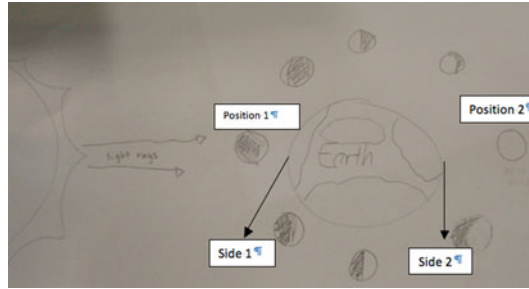 Position 1¶
Position 2¶
light rays
Earth
Side 1¶
Side 2¶